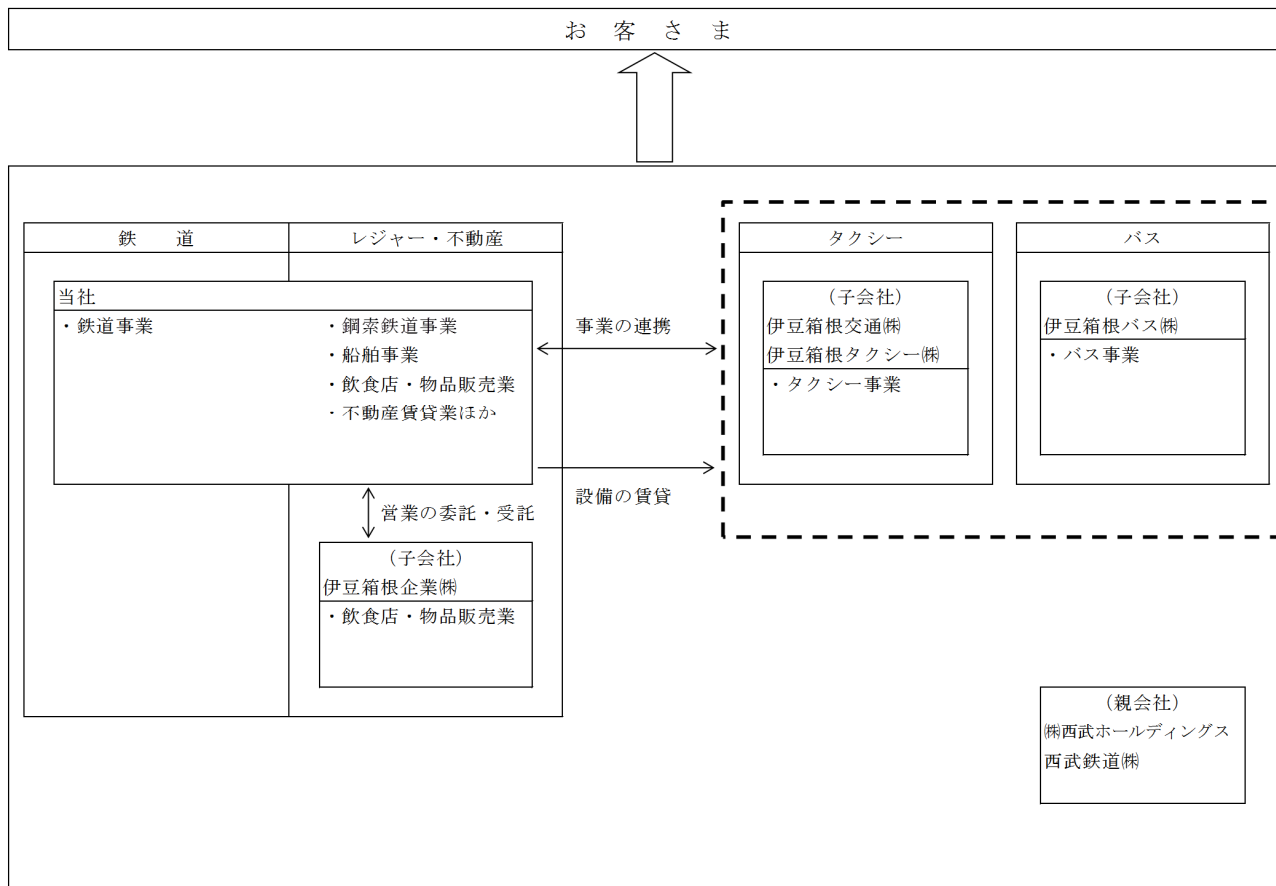 お 客 さ ま
鉄　道
レジャー・不動産
タクシー
バス
当社
・鉄道事業
・鋼索鉄道事業
・船舶事業
・飲食店・物品販売業
・不動産賃貸業ほか
事業の連携
設備の賃貸
営業の委託・受託
（子会社）
伊豆箱根企業㈱
・飲食店・物品販売業
（子会社）
伊豆箱根交通㈱
伊豆箱根タクシー㈱
・タクシー事業
（子会社）
伊豆箱根バス㈱
・バス事業
（親会社）
㈱西武ホールディングス
西武鉄道㈱